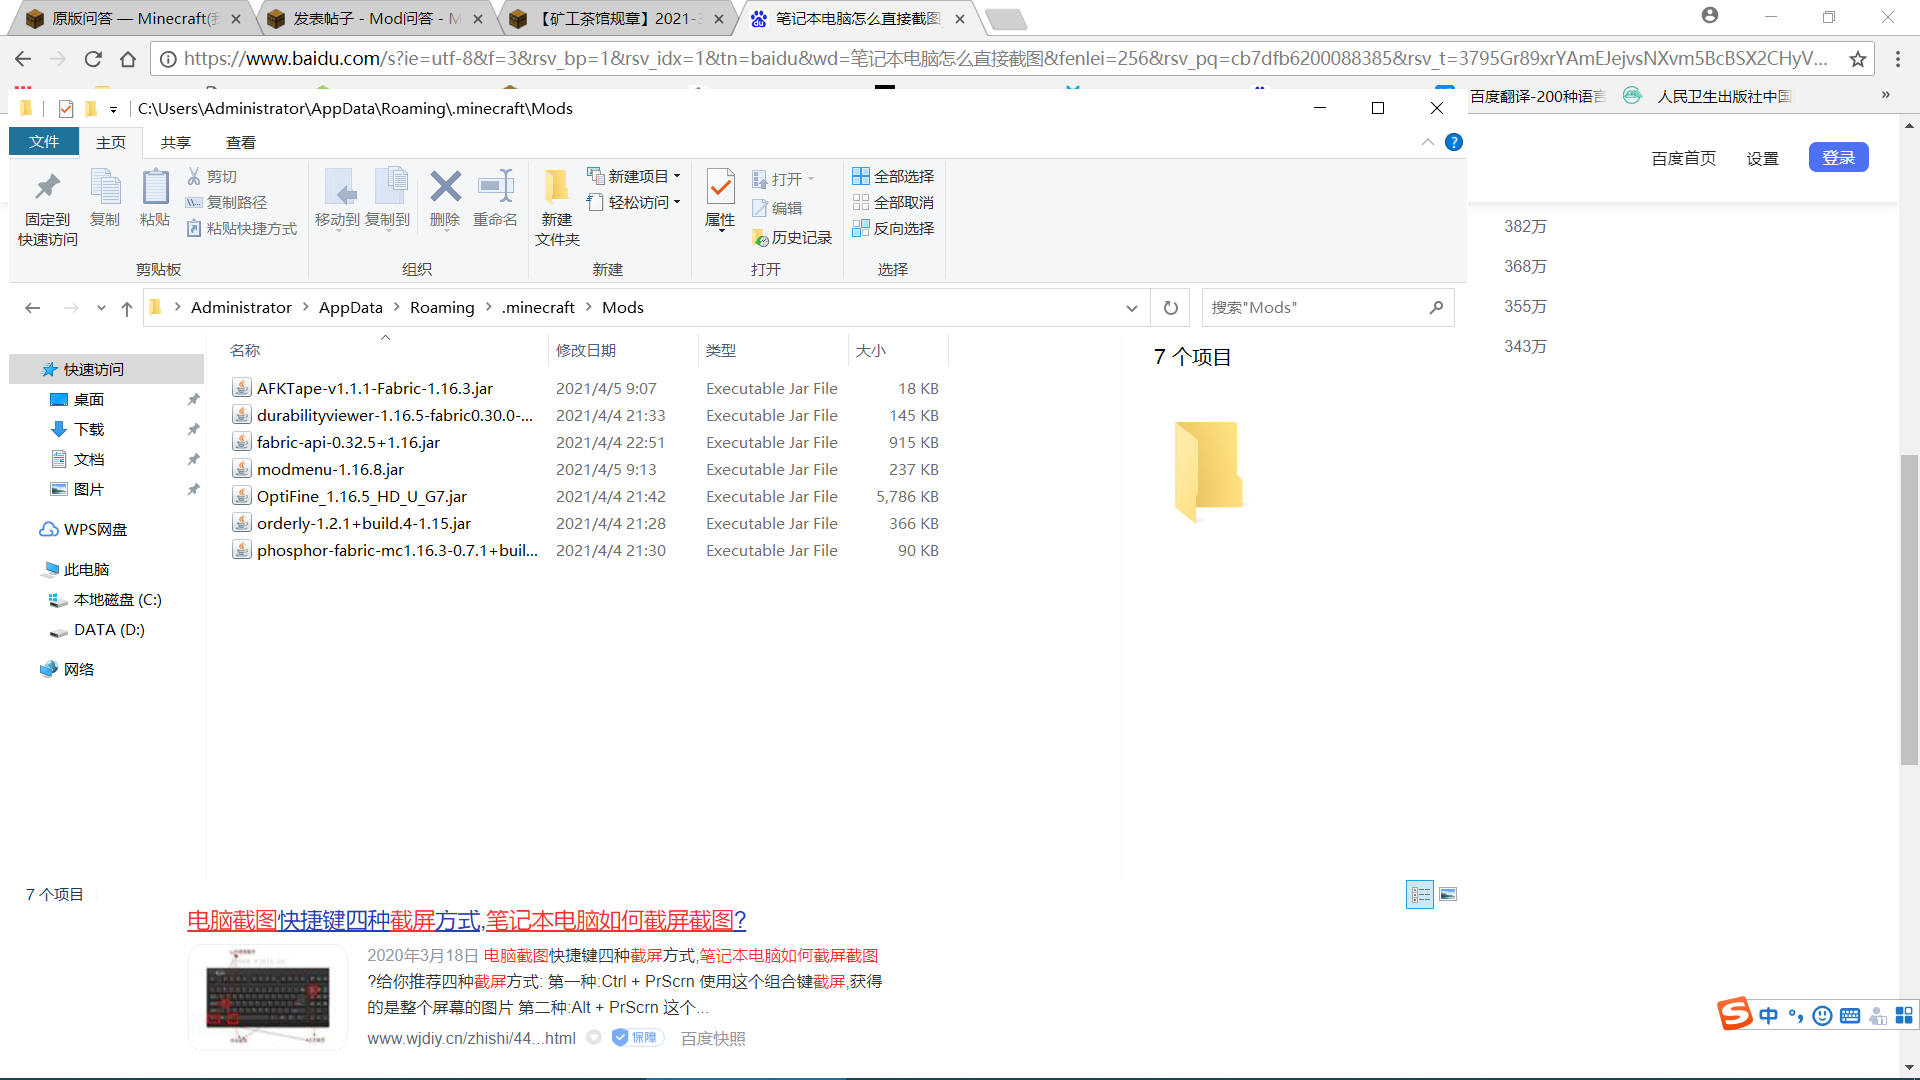 原版问答 — Minecraft(我
发表帖子 - Mod问答 - M
【矿工茶馆规章】2021-3
笔记本电脑怎么直接截图
https://www.baidu.com/s?ie=utf-8&f=3&rsv_bp=1&rsv_idx=1&tn=baidu&wd=笔记本电脑怎么直接截图&fenlei=256&rsv_pq=cb7dfb6200088385&rsv_t=3795Gr89xrYAmEJejvsNXvm5BcBSX2CHyV...
百度翻译-200种语言
人民卫生出版社中国
»
C:\Users\Administrator\AppData\Roaming\.minecraft\Mods
文件
主页
共享
查看
百度首页
设置
登录
固定到
快速访问
复制
粘贴
剪切
复制路径
粘贴快捷方式
剪贴板
移动到
复制到
删除
重命名
组织
新建
文件夹
新建项目
轻松访问
新建
属性
打开
编辑
历史记录
打开
全部选择
全部取消
反向选择
选择
382万
368万
355万
343万
Administrator
AppData
Roaming
.minecraft
Mods
搜索"Mods"
快速访问
桌面
下载
文档
图片
WPS网盘
此电脑
本地磁盘 (C:)
DATA (D:)
网络
名称 修改日期 类型 大小
AFKTape-v1.1.1-Fabric-1.16.3.jar 2021/4/5 9:07 Executable Jar File 18 KB
durabilityviewer-1.16.5-fabric0.30.0-... 2021/4/4 21:33 Executable Jar File 145 KB
fabric-api-0.32.5+1.16.jar 2021/4/4 22:51 Executable Jar File 915 KB
modmenu-1.16.8.jar 2021/4/5 9:13 Executable Jar File 237 KB
OptiFine_1.16.5_HD_U_G7.jar 2021/4/4 21:42 Executable Jar File 5,786 KB
orderly-1.2.1+build.4-1.15.jar 2021/4/4 21:28 Executable Jar File 366 KB
phosphor-fabric-mc1.16.3-0.7.1+buil... 2021/4/4 21:30 Executable Jar File 90 KB
7 个项目
7 个项目
电脑截图快捷键四种截屏方式,笔记本电脑如何截屏截图?
2020年3月18日 电脑截图快捷键四种截屏方式,笔记本电脑如何截屏截图
?给你推荐四种截屏方式: 第一种:Ctrl + PrScrn 使用这个组合键截屏,获得
的是整个屏幕的图片 第二种:Alt + PrScrn 这个...
www.wjdiy.cn/zhishi/44...html
保障
百度快照
中